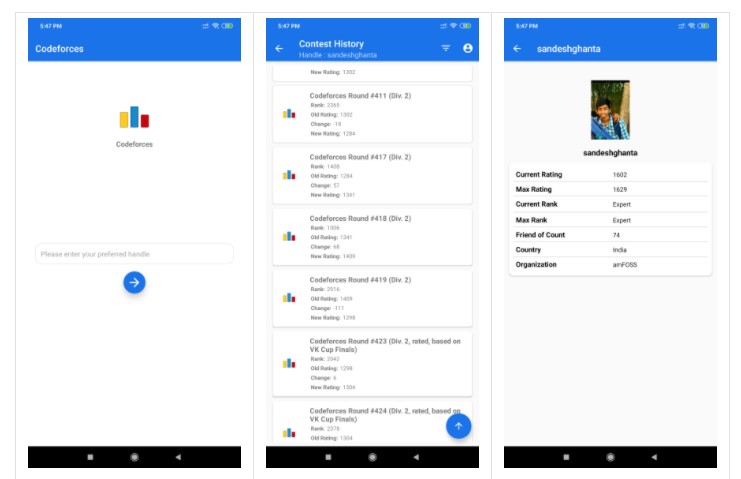 5:47 PM
Codeforces
Codeforces
Please enter your preferred handle
5:47 PM
Contest History
Handle : sandeshghanta
New Rating: 1302
Codeforces Round #411 (Div. 2)
Rank: 2365
Old Rating: 1302
Change: -18
New Rating: 1284
Codeforces Round #417 (Div. 2)
Rank: 1408
Old Rating: 1284
Change: 57
New Rating: 1341
Codeforces Round #418 (Div. 2)
Rank: 1306
Old Rating: 1341
Change: 68
New Rating: 1409
Codeforces Round #419 (Div. 2)
Rank: 2916
Old Rating: 1409
Change: -111
New Rating: 1298
Codeforces Round #423 (Div. 2, rated, based on
VK Cup Finals)
Rank: 2042
Old Rating: 1298
Change: 6
New Rating: 1304
Codeforces Round #424 (Div. 2, rated, based on
VK Cup Finals)
Rank: 2378
Old Rating: 1304
5:47 PM
sandeshghanta
sandeshghanta
Current Rating 1602
Max Rating 1629
Current Rank Expert
Max Rank Expert
Friend of Count 74
Country India
Organization amFOSS